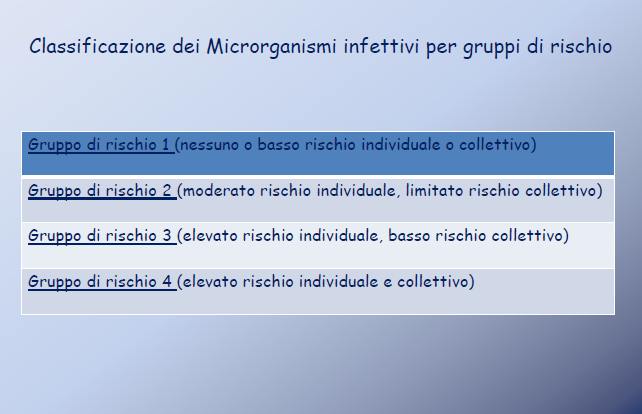 Classificazione dei Microrganismi infettivi per gruppi di rischio
Gruppo di rischio 1 (nessuno o basso rischio individuale o collettivo)
Gruppo di rischio 2 (moderato rischio individuale, limitato rischio collettivo)
Gruppo di rischio 3 (elevato rischio individuale, basso rischio collettivo)
Gruppo di rischio 4 (elevato rischio individuale e collettivo)